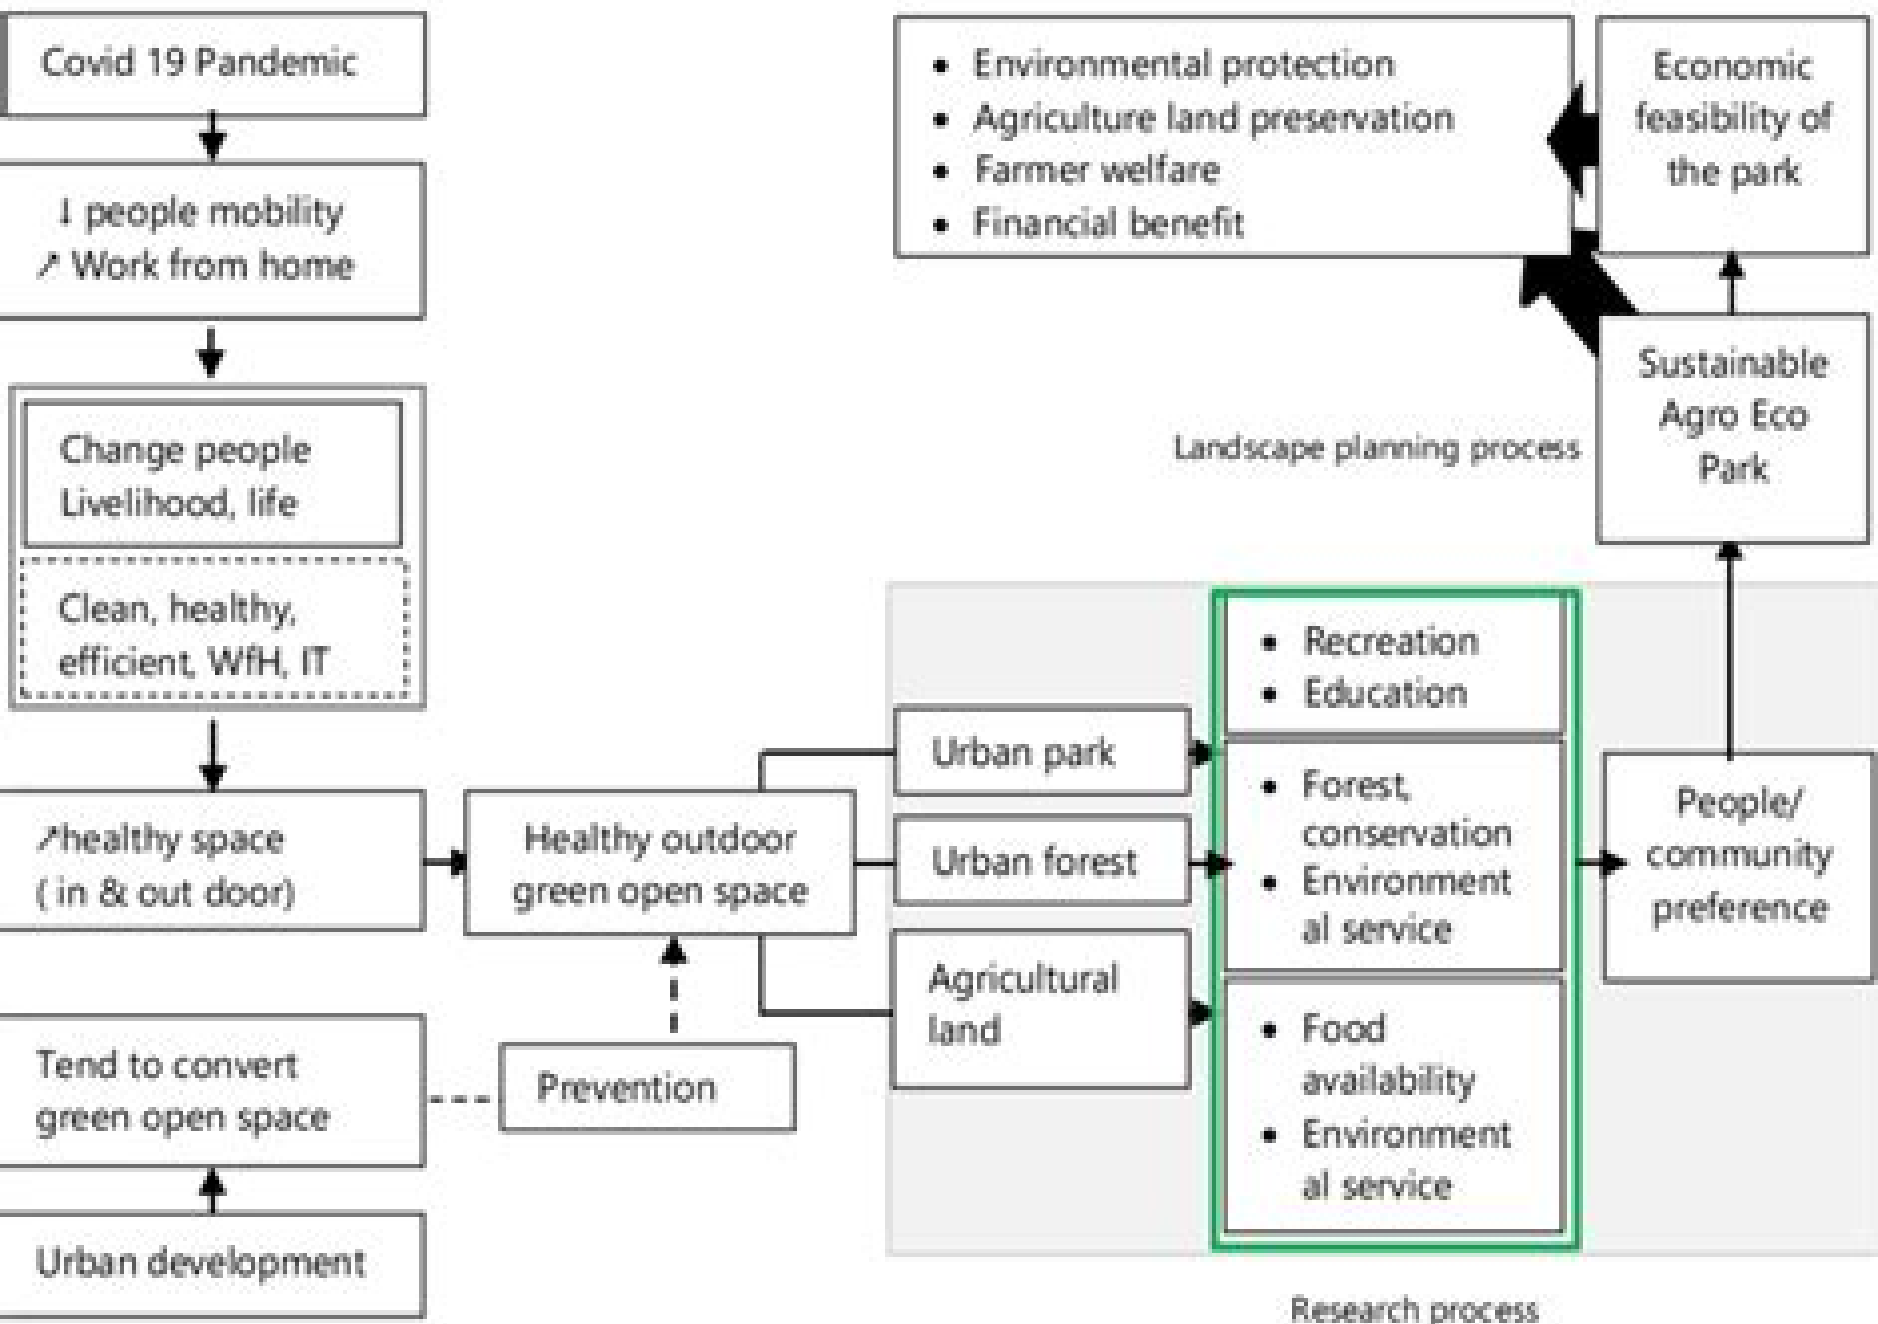 Covid 19 Pandemic
↓ people mobility
↗ Work from home
Change people
Livelihood, life
Clean, healthy,
efficient, WfH, IT
↗healthy space
( in & out door)
Tend to convert
green open space
Urban development
Healthy outdoor
green open space
Prevention
Urban park
Urban forest
Agricultural
land
• Recreation
• Education
• Forest,
conservation
• Environment
al service
• Food
availability
• Environment
al service
Research process
People/
community
preference
Landscape planning process
Sustainable
Agro Eco
Park
Economic
feasibility of
the park
• Environmental protection
• Agriculture land preservation
• Farmer welfare
• Financial benefit